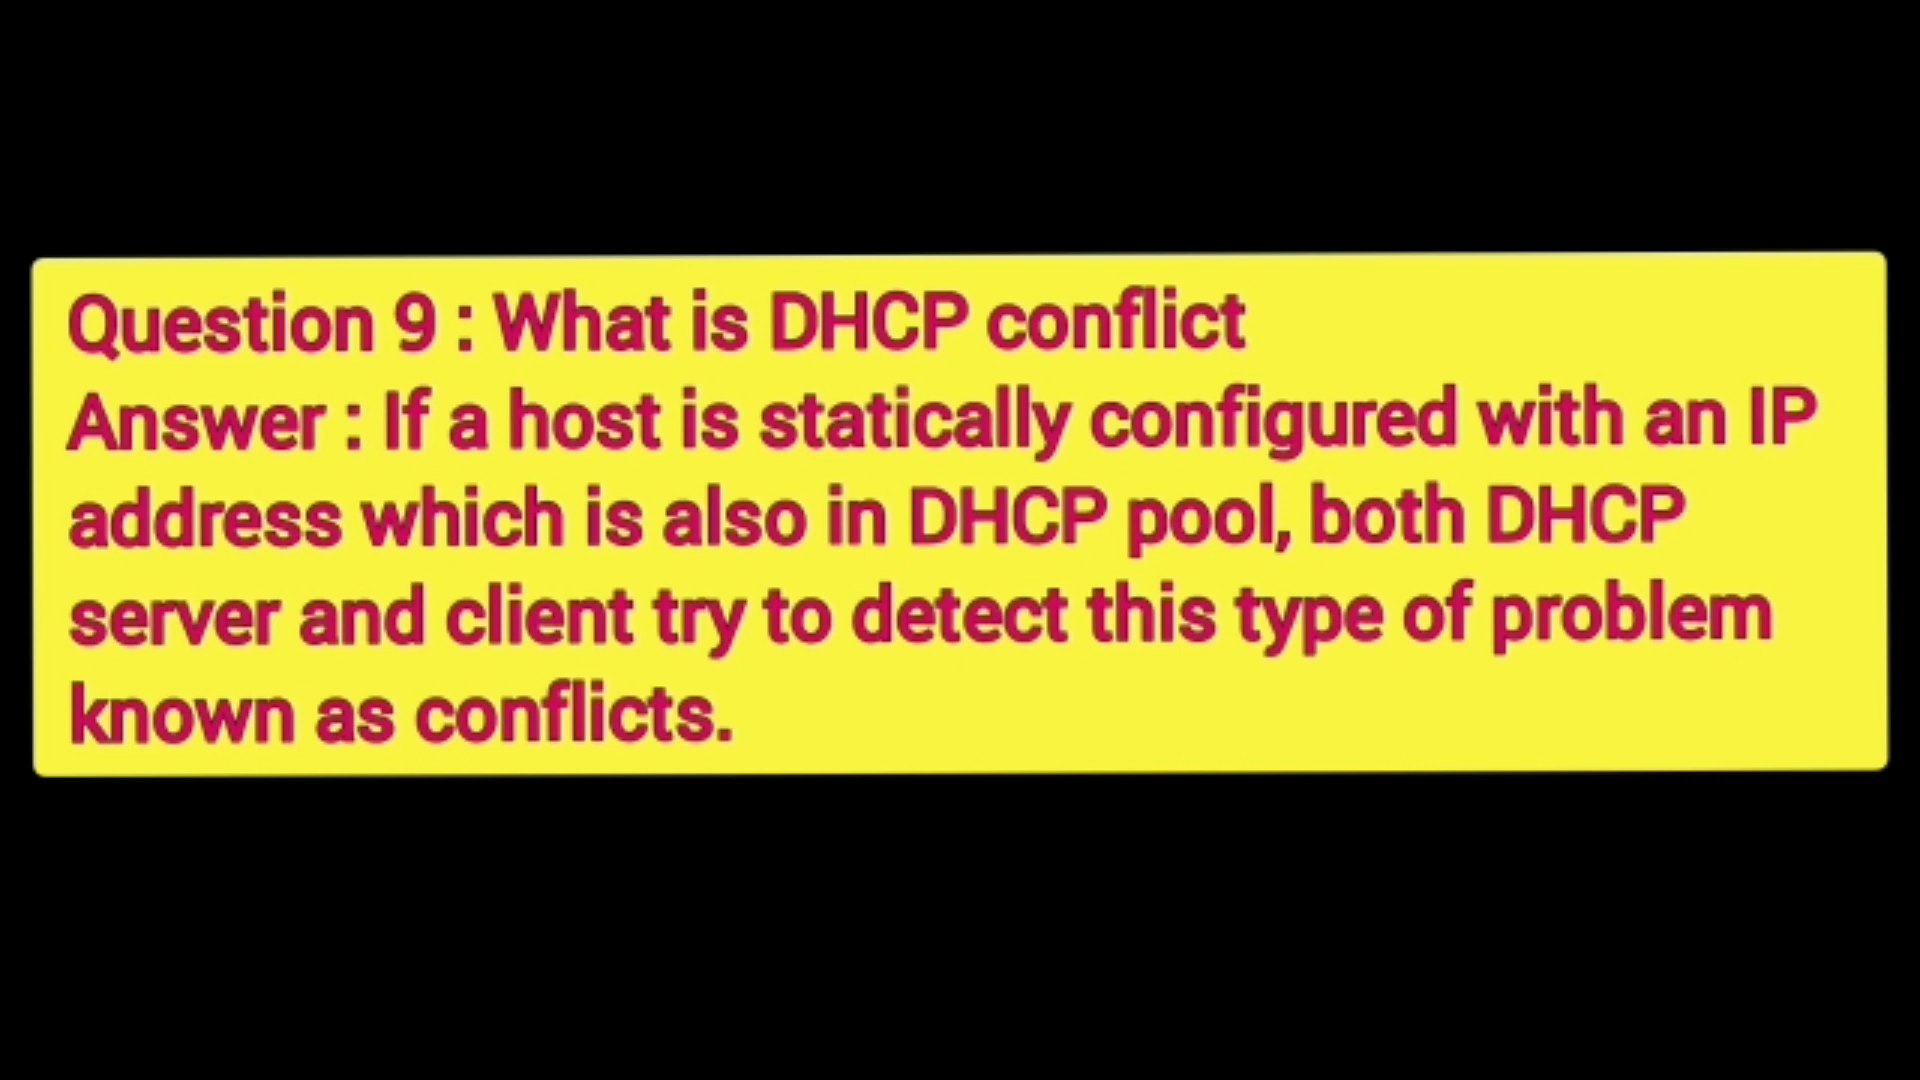 Question 9 : What is DHCP conflict
Answer : If a host is statically configured with an IP
address which is also in DHCP pool, both DHCP
server and client try to detect this type of problem
known as conflicts.